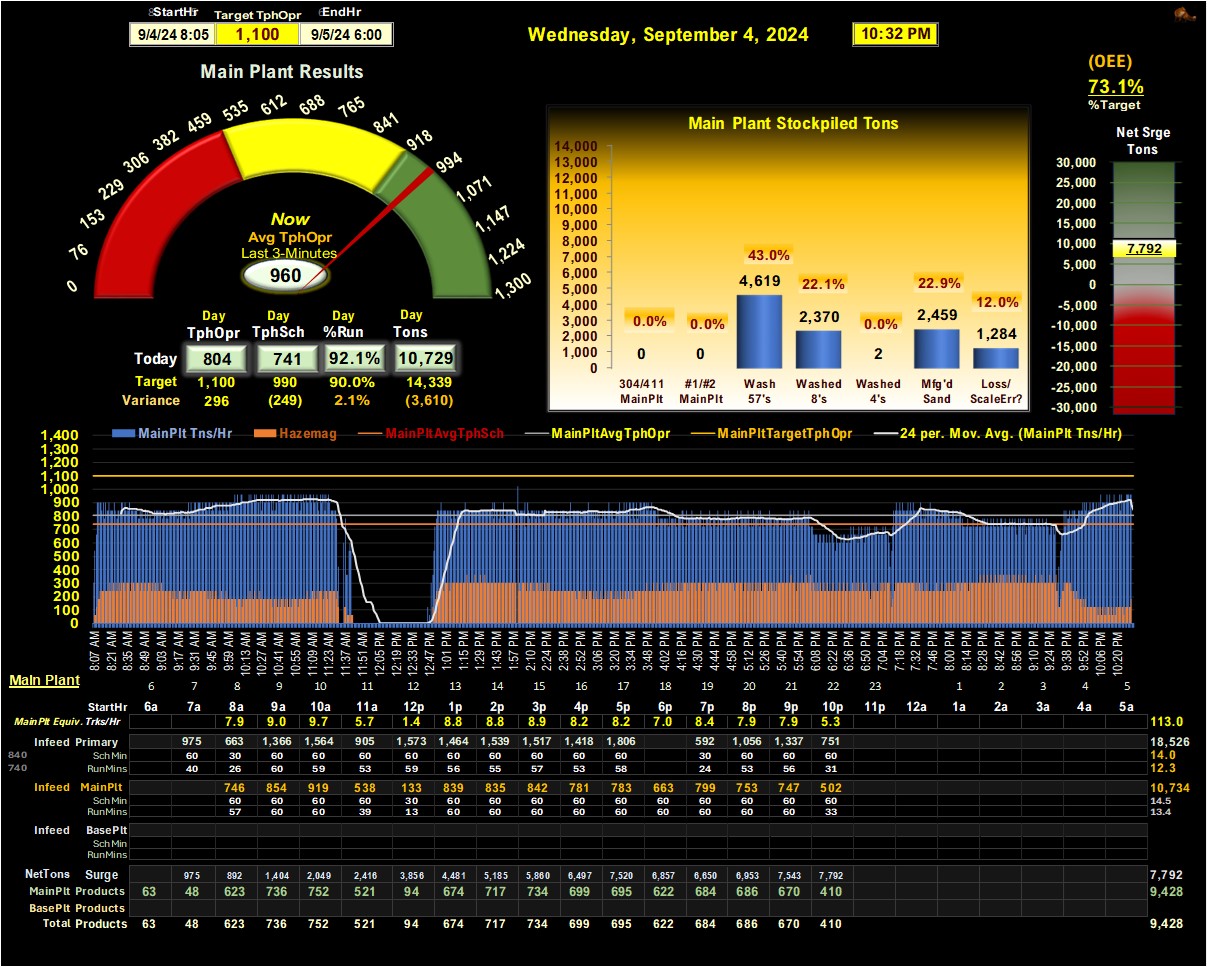 StartHr Target TphOpr EndHr
9/4/24 8:05 1,100 9/5/24 6:00
Wednesday, September 4, 2024
10:32 PM
(OEE)
73.1%
%Target
Main Plant Results
0 76 153 229 306 382 459 535 612 688 765 841 918 994 1,071 1,147 1,224 1,300
Now
Avg TphOpr
Last 3-Minutes
960
Day Day Day Day
TphOpr TphSch %Run Tons
Today 804 741 92.1% 10,729
Target 1,100 990 90.0% 14,339
Variance 296 (249) 2.1% (3,610)
Main Plant Stockpiled Tons
14,000
13,000
12,000
11,000
10,000
9,000
8,000
7,000
6,000
5,000
4,000
3,000
2,000
1,000
0
0.0% 0.0% 43.0% 22.1% 0.0% 22.9% 12.0%
0 0 4,619 2,370 2 2,459 1,284
304/411 #1/#2 Wash Washed Washed Mfg'd Loss/
MainPlt MainPlt 57's 8's 4's Sand ScaleErr?
Net Srge
Tons
30,000
25,000
20,000
15,000
10,000
7,792
5,000
0
-5,000
-10,000
-15,000
-20,000
-25,000
-30,000
MainPlt Tns/Hr Hazemag MainPltAvgTphSch MainPltAvgTphOpr MainPltTargetTphOpr 24 per. Mov. Avg. (MainPlt Tns/Hr)
1,400
1,300
1,200
1,100
1,000
900
800
700
600
500
400
300
200
100
0
8:07 AM 8:21 AM 8:35 AM 8:49 AM 9:03 AM 9:17 AM 9:31 AM 9:45 AM 9:59 AM 10:13 AM 10:27 AM 10:41 AM 10:55 AM 11:09 AM 11:23 AM 11:37 AM 11:51 AM 12:05 PM 12:19 PM 12:33 PM 12:47 PM 1:01 PM 1:15 PM 1:29 PM 1:43 PM 1:57 PM 2:10 PM 2:24 PM 2:38 PM 2:52 PM 3:06 PM 3:20 PM 3:34 PM 3:48 PM 4:02 PM 4:16 PM 4:30 PM 4:44 PM 4:58 PM 5:12 PM 5:26 PM 5:40 PM 5:54 PM 6:08 PM 6:22 PM 6:36 PM 6:50 PM 7:04 PM 7:18 PM 7:32 PM 7:46 PM 8:00 PM 8:14 PM 8:28 PM 8:42 PM 8:56 PM 9:10 PM 9:24 PM 9:38 PM 9:52 PM 10:06 PM 10:20 PM
Main Plant
6 7 8 9 10 11 12 13 14 15 16 17 18 19 20 21 22 23 1 2 3 4 5
StartHr 6a 7a 8a 9a 10a 11a 12p 1p 2p 3p 4p 5p 6p 7p 8p 9p 10p 11p 12a 1a 2a 3a 4a 5a
MainPlt Equiv. Trks/Hr 7.9 9.0 9.7 5.7 1.4 8.8 8.8 8.9 8.2 8.2 7.0 8.4 7.9 7.9 5.3 113.0
Infeed Primary 975 663 1,366 1,564 905 1,573 1,464 1,539 1,517 1,418 1,806 592 1,056 1,337 751 18,526
840 Sch Min 60 30 60 60 60 60 60 60 60 60 60 30 60 60 60 14.0
740 RunMins 40 26 60 59 53 59 56 55 57 53 58 24 53 56 31 12.3
Infeed MainPlt 746 854 919 538 133 839 835 842 781 783 663 799 753 747 502 10,734
Sch Min 60 60 60 60 30 60 60 60 60 60 60 60 60 60 60 14.5
RunMins 57 60 60 39 13 60 60 60 60 60 60 60 60 60 33 13.4
Infeed BasePlt
Sch Min
RunMins
NetTons Surge 975 892 1,404 2,049 2,416 3,856 4,481 5,185 5,860 6,497 7,520 6,857 6,650 6,953 7,543 7,792 7,792
MainPlt Products 63 48 623 736 752 521 94 674 717 734 699 695 622 684 686 670 410 9,428
BasePlt Products
Total Products 63 48 623 736 752 521 94 674 717 734 699 695 622 684 686 670 410 9,428